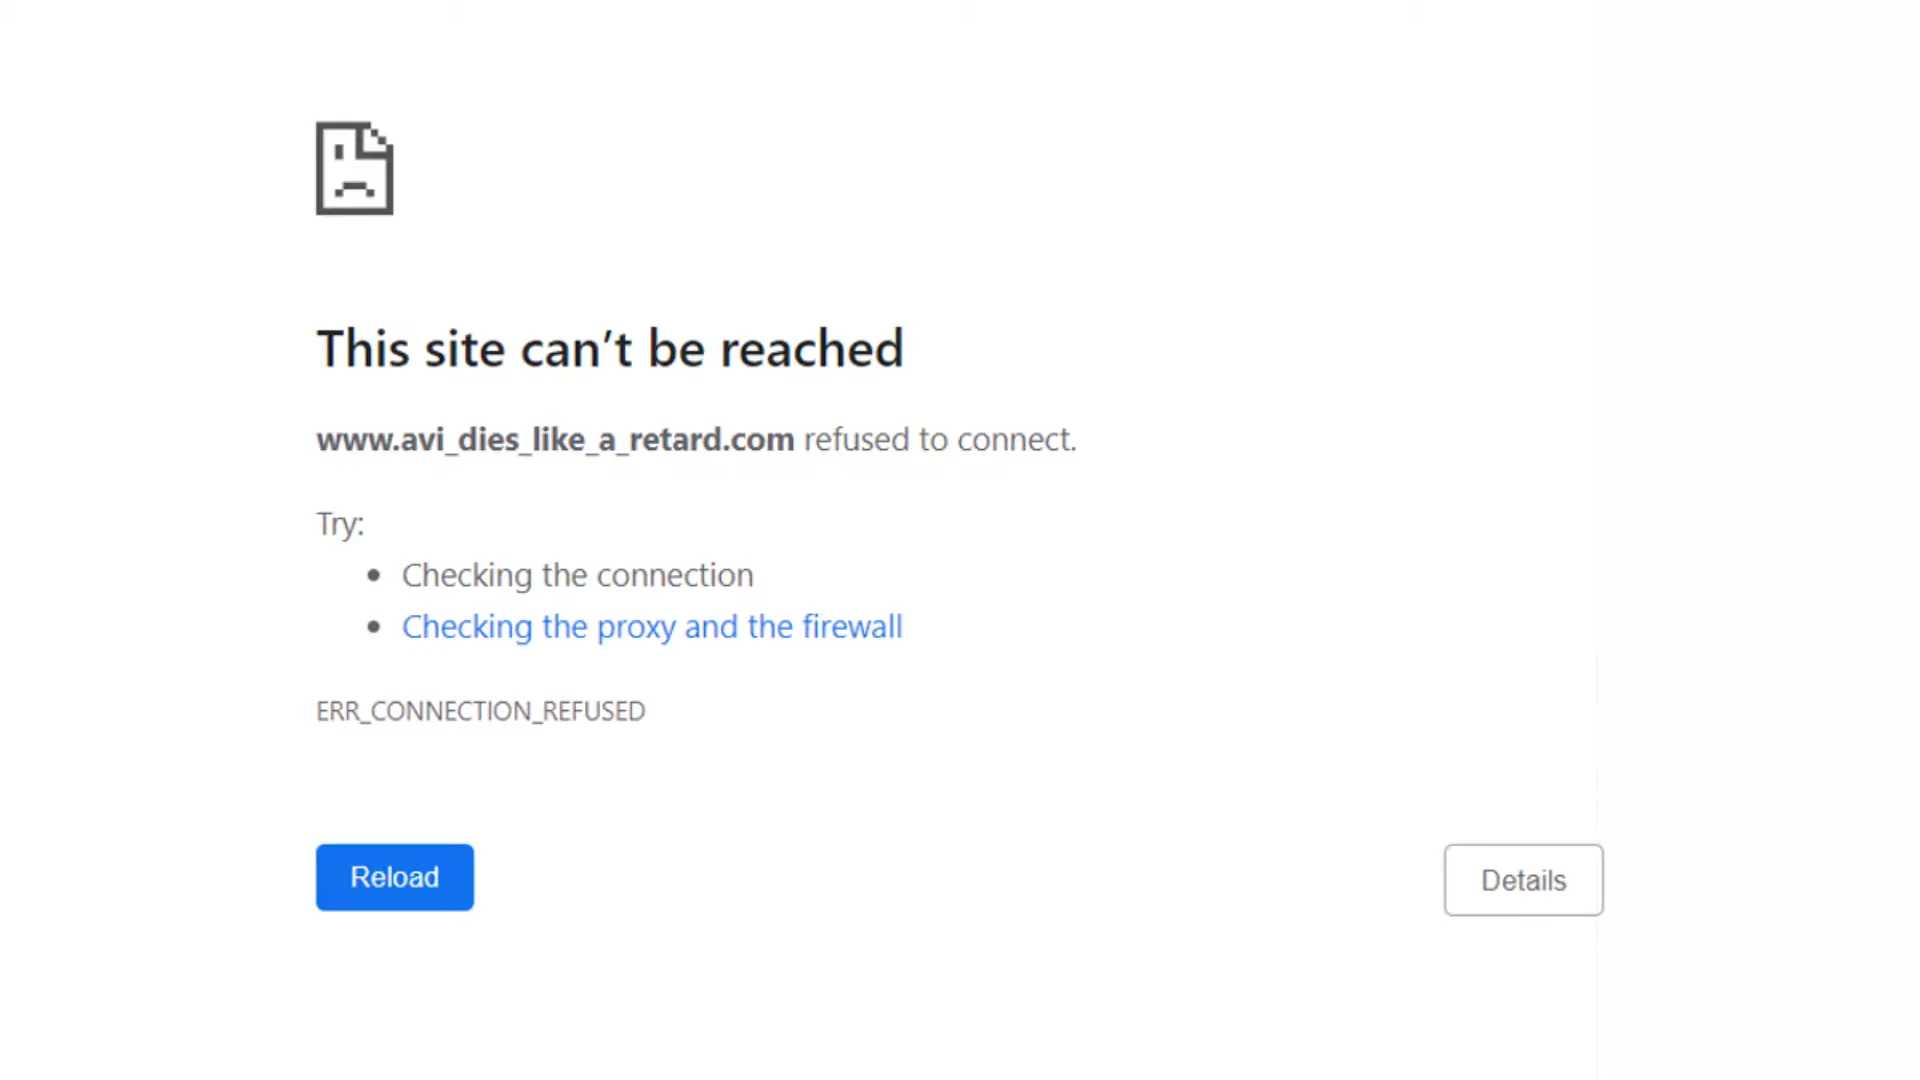 This site can’t be reached
www.avi_dies_like_a_retard.com refused to connect.
Try:
Checking the connection
Checking the proxy and the firewall
ERR_CONNECTION_REFUSED
Reload
Details